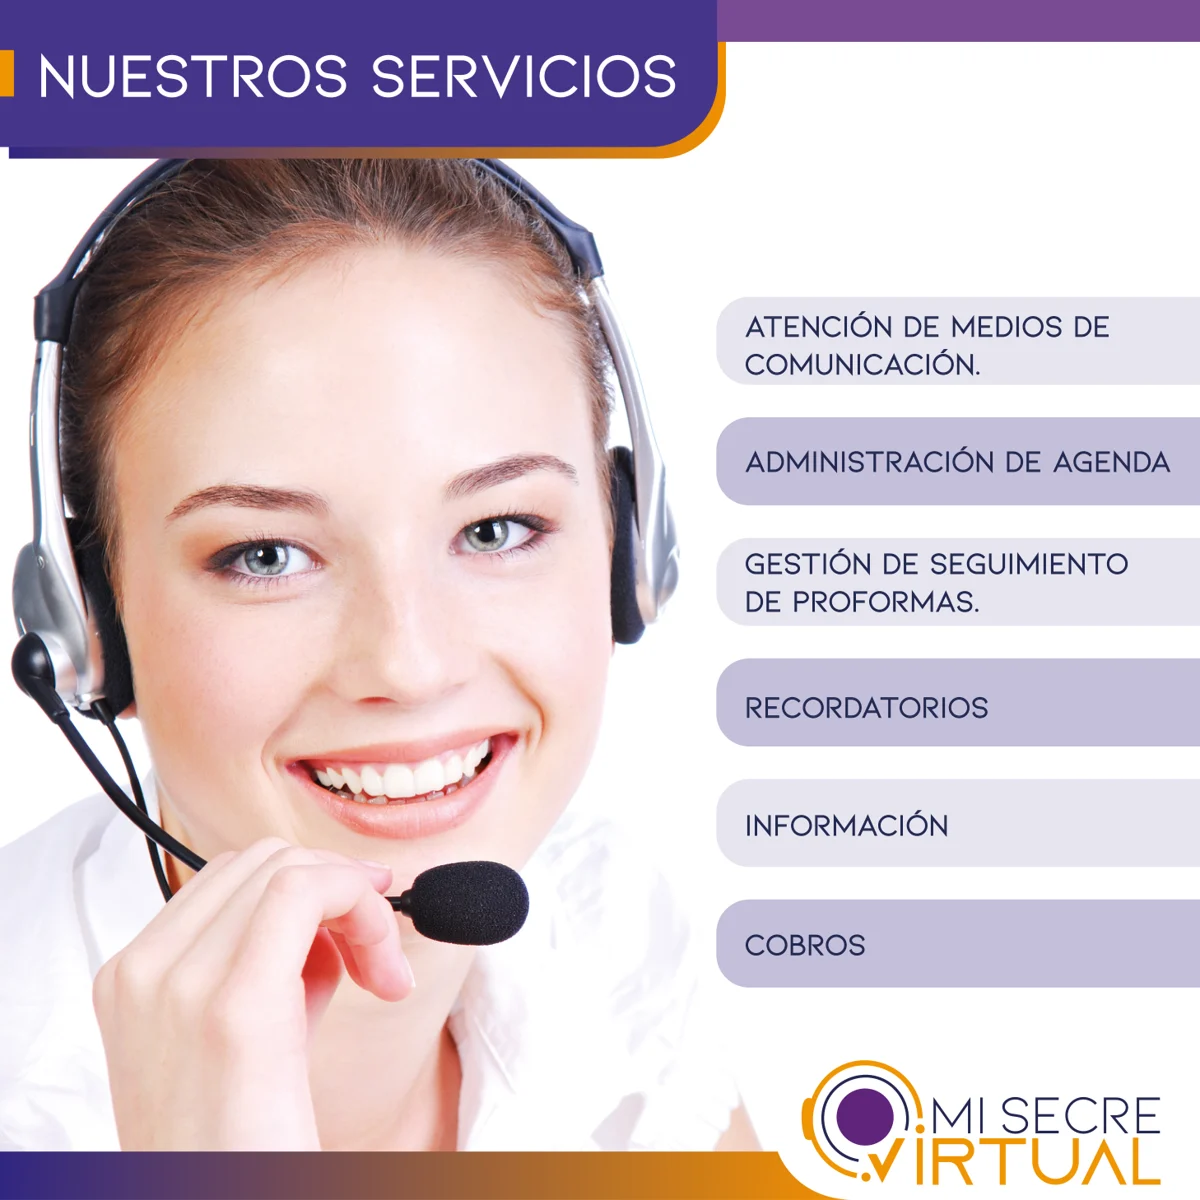 NUESTROS SERVICIOS
ATENCIÓN DE MEDIOS DE
COMUNICACIÓN.
ADMINISTRACIÓN DE AGENDA
GESTIÓN DE SEGUIMIENTO
DE PROFORMAS.
RECORDATORIOS
INFORMACIÓN
COBROS
MI SECRE
VIRTUAL